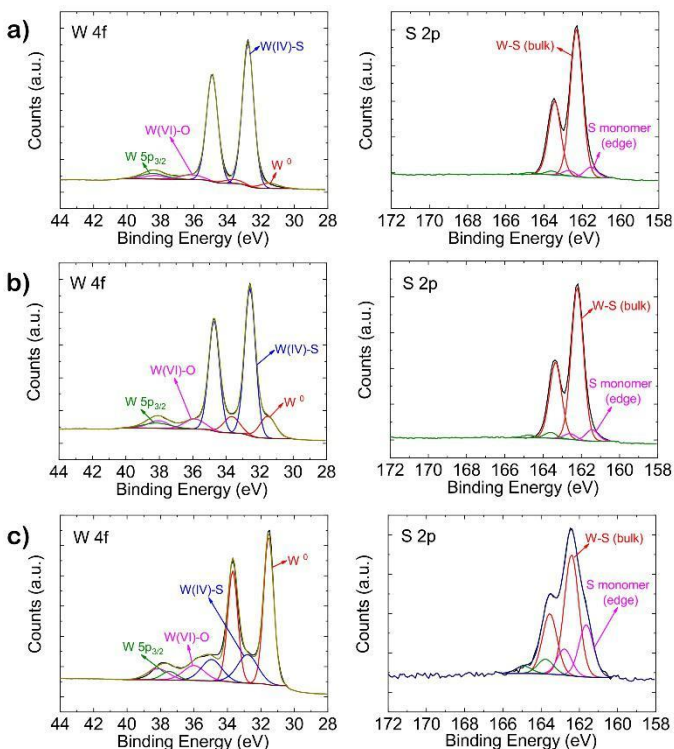 a)
W 4f
W(IV)-S
W(VI)-O
W 5p3/2
W 0
Counts (a.u.)
44 42 40 38 36 34 32 30 28
Binding Energy (eV)
S 2p
W-S (bulk)
S monomer
(edge)
Counts (a.u.)
172 170 168 166 164 162 160 158
Binding Energy (eV)
b)
W 4f
W(IV)-S
W(VI)-O
W 5p3/2
W 0
Counts (a.u.)
44 42 40 38 36 34 32 30 28
Binding Energy (eV)
S 2p
W-S (bulk)
S monomer
(edge)
Counts (a.u.)
172 170 168 166 164 162 160 158
Binding Energy (eV)
c)
W 4f
W 0
W(IV)-S
W(VI)-O
W 5p3/2
Counts (a.u.)
44 42 40 38 36 34 32 30 28
Binding Energy (eV)
S 2p
W-S (bulk)
S monomer
(edge)
Counts (a.u.)
172 170 168 166 164 162 160 158
Binding Energy (eV)